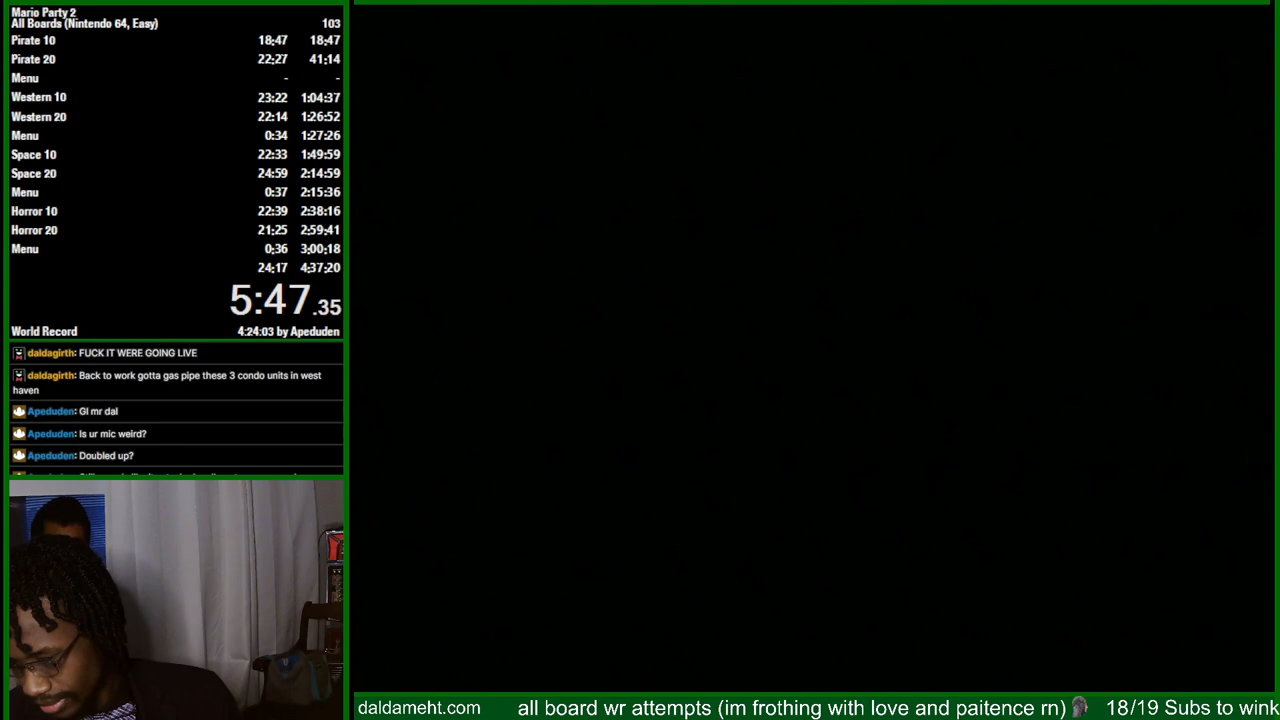 Mario Party 2
All Boards (Nintendo 64, Easy) 103
Pirate 10 18:47 18:47
Pirate 20 22:27 41:14
Menu - -
Western 10 23:22 1:04:37
Western 20 22:14 1:26:52
Menu 0:34 1:27:26
Space 10 22:33 1:49:59
Space 20 24:59 2:14:59
Menu 0:37 2:15:36
Horror 10 22:39 2:38:16
Horror 20 21:25 2:59:41
Menu 0:36 3:00:18
24:17 4:37:20
5:47.35
World Record 4:24:03 by Apeduden
daldagirth: FUCK IT WERE GOING LIVE
daldagirth: Back to work gotta gas pipe these 3 condo units in west
haven
Apeduden: Gl mr dal
Apeduden: Is ur mic weird?
Apeduden: Doubled up?
daldameht.com all board wr attempts (im frothing with love and paitence rn) 18/19 Subs to wink